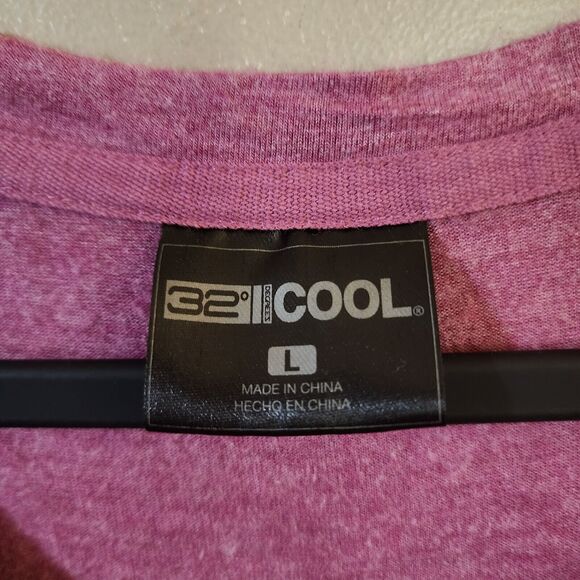 32° DEGREES COOL®
L
MADE IN CHINA
HECHO EN CHINA